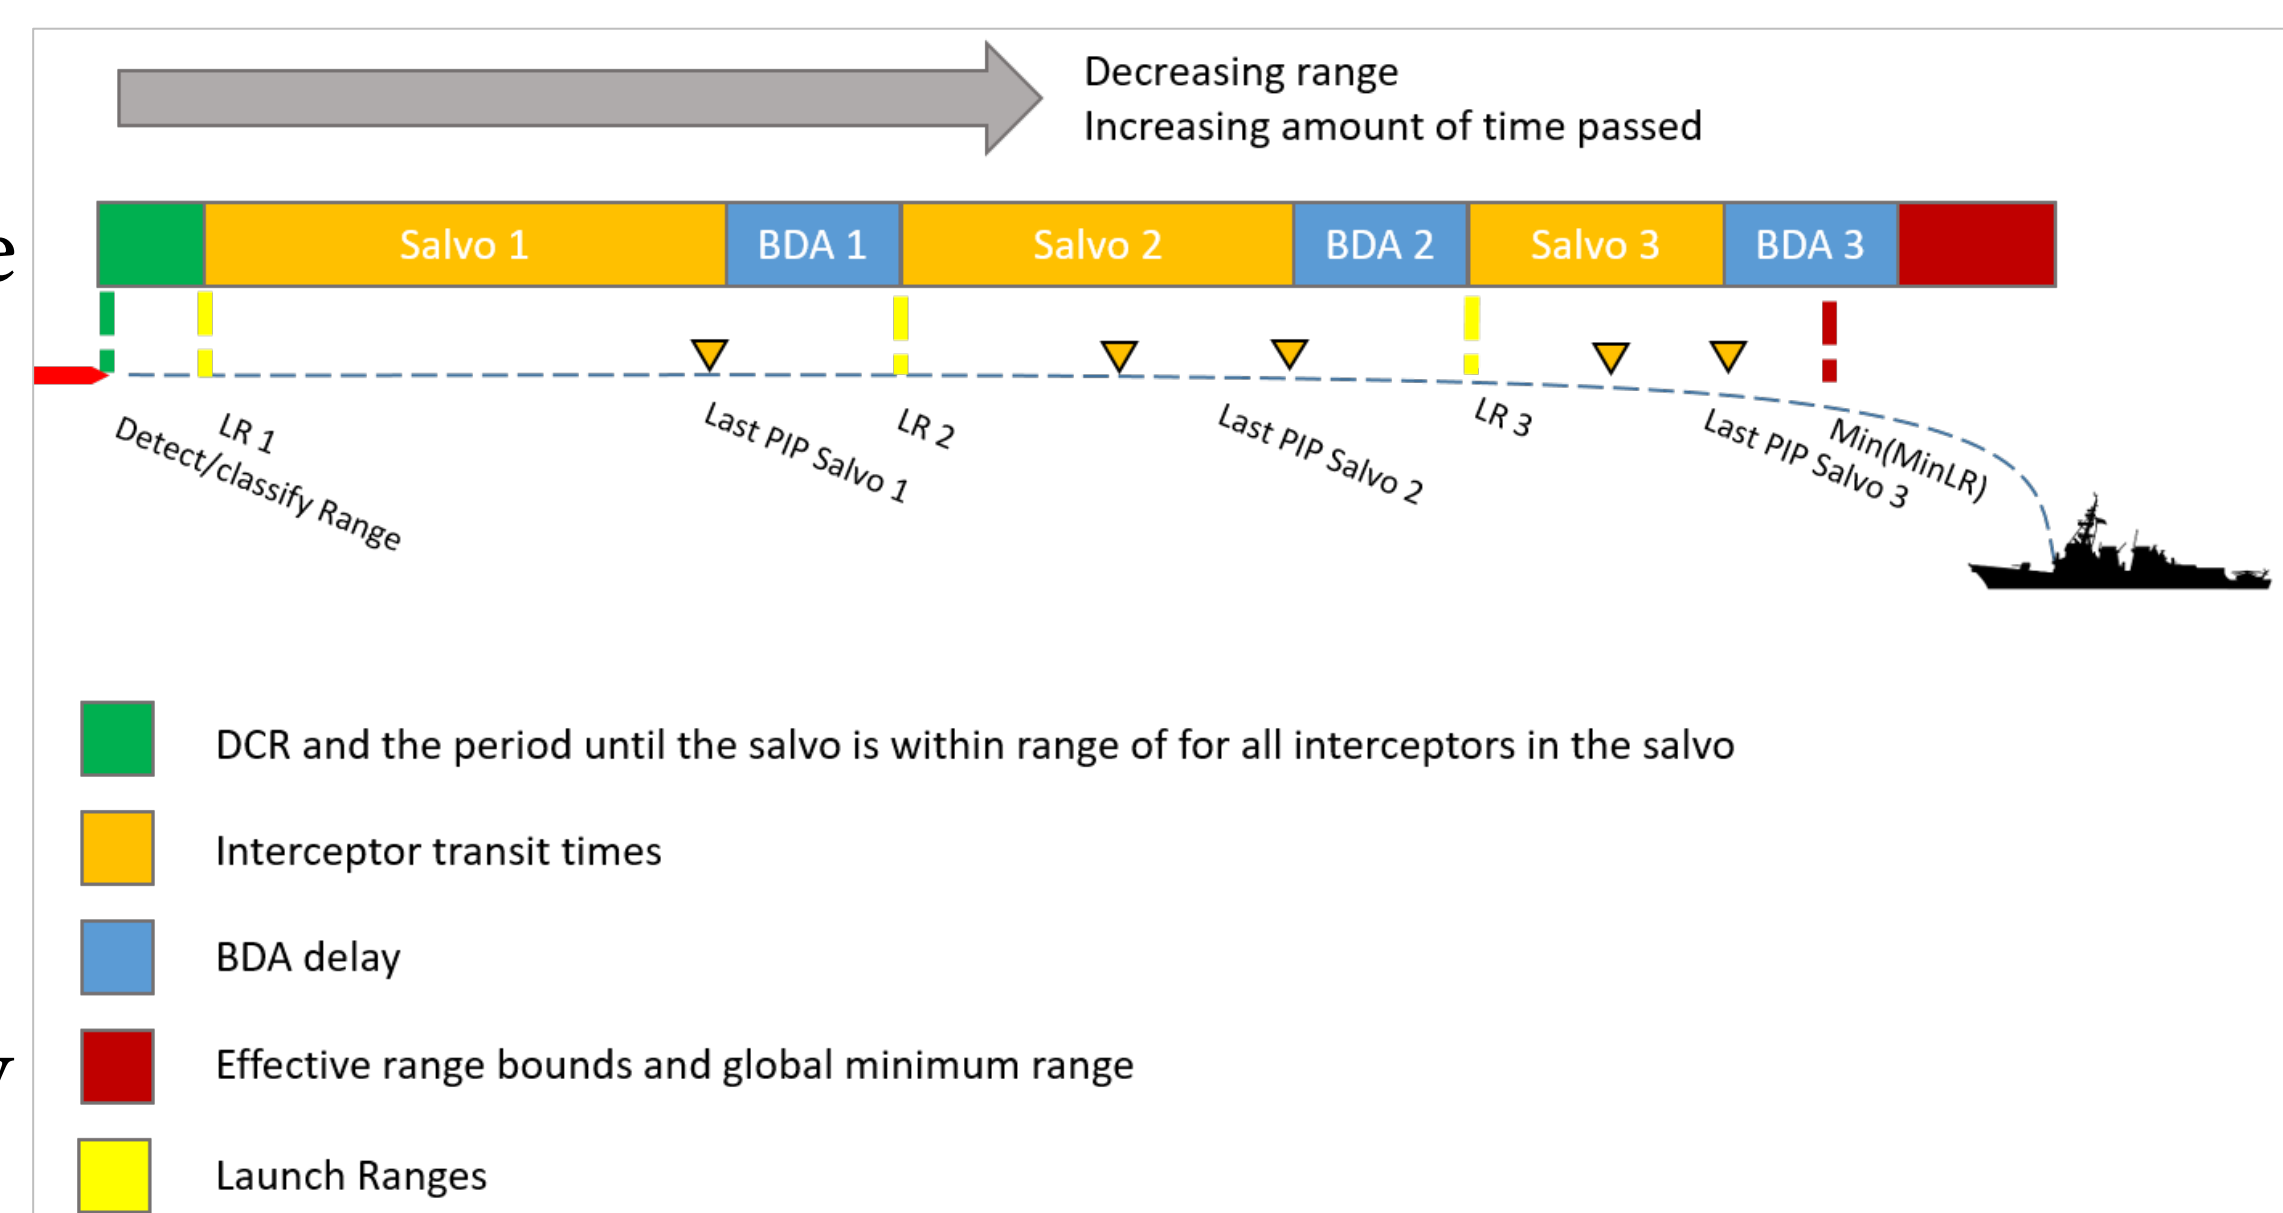 Decreasing range
Increasing amount of time passed
e
Salvo 1
BDA 1
Salvo 2
BDA 2
Salvo 3
BDA 3
Detect/classify Range
LR 1
Last PIP Salvo 1
LR 2
Last PIP Salvo 2
LR 3
Last PIP Salvo 3
Min(MinLR)
DCR and the period until the salvo is within range of for all interceptors in the salvo
Interceptor transit times
BDA delay
Effective range bounds and global minimum range
Launch Ranges